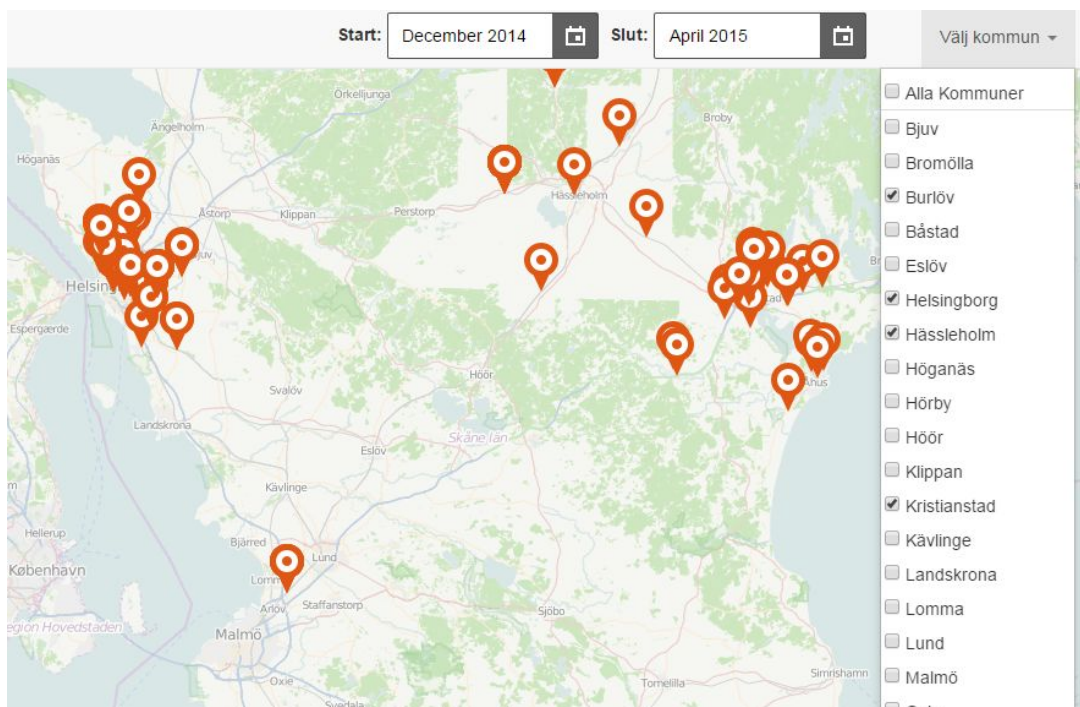 Start:
December 2014
Slut:
April 2015
Välj kommun
Örkelljunga
Broby
Ängelholm
Höganäs
Hässleholm
Åstorp
Klippan
Perstorp
Espergærde
Höör
Svalöv
Åhus
Landskrona
Skåne län
Eslöv
Kävlinge
Hellerup
Bjärred
Lund
København
Arlöv
Staffanstorp
Sjöbo
Region Hovedstaden
Malmö
Oxie
Tomelilla
Simrishamn
Svedala
Alla Kommuner
Bjuv
Bromölla
Burlöv
Båstad
Eslöv
Helsingborg
Hässleholm
Höganäs
Hörby
Höör
Klippan
Kristianstad
Kävlinge
Landskrona
Lomma
Lund
Malmö